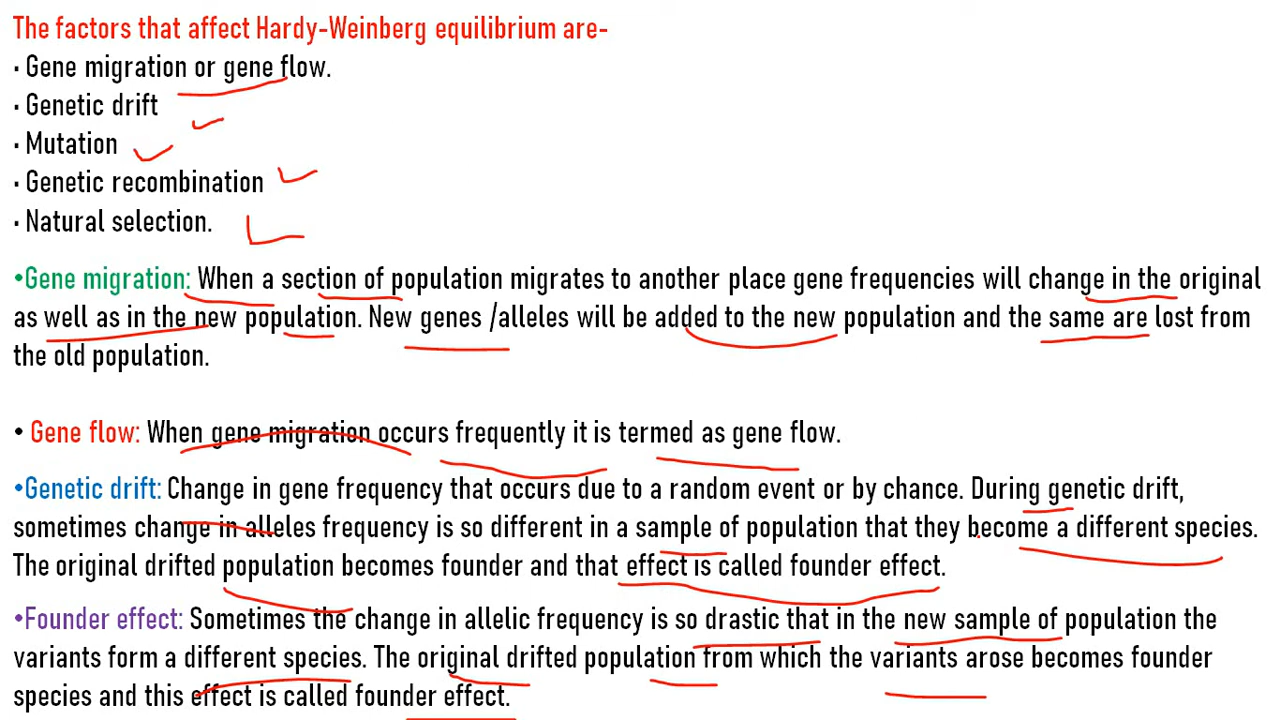 The factors that affect Hardy-Weinberg equilibrium are-
· Gene migration or gene flow.
· Genetic drift
· Mutation
· Genetic recombination
· Natural selection.
•Gene migration: When a section of population migrates to another place gene frequencies will change in the original
as well as in the new population. New genes /alleles will be added to the new population and the same are lost from
the old population.
• Gene flow: When gene migration occurs frequently it is termed as gene flow.
•Genetic drift: Change in gene frequency that occurs due to a random event or by chance. During genetic drift,
sometimes change in alleles frequency is so different in a sample of population that they become a different species.
The original drifted population becomes founder and that effect is called founder effect.
•Founder effect: Sometimes the change in allelic frequency is so drastic that in the new sample of population the
variants form a different species. The original drifted population from which the variants arose becomes founder
species and this effect is called founder effect.